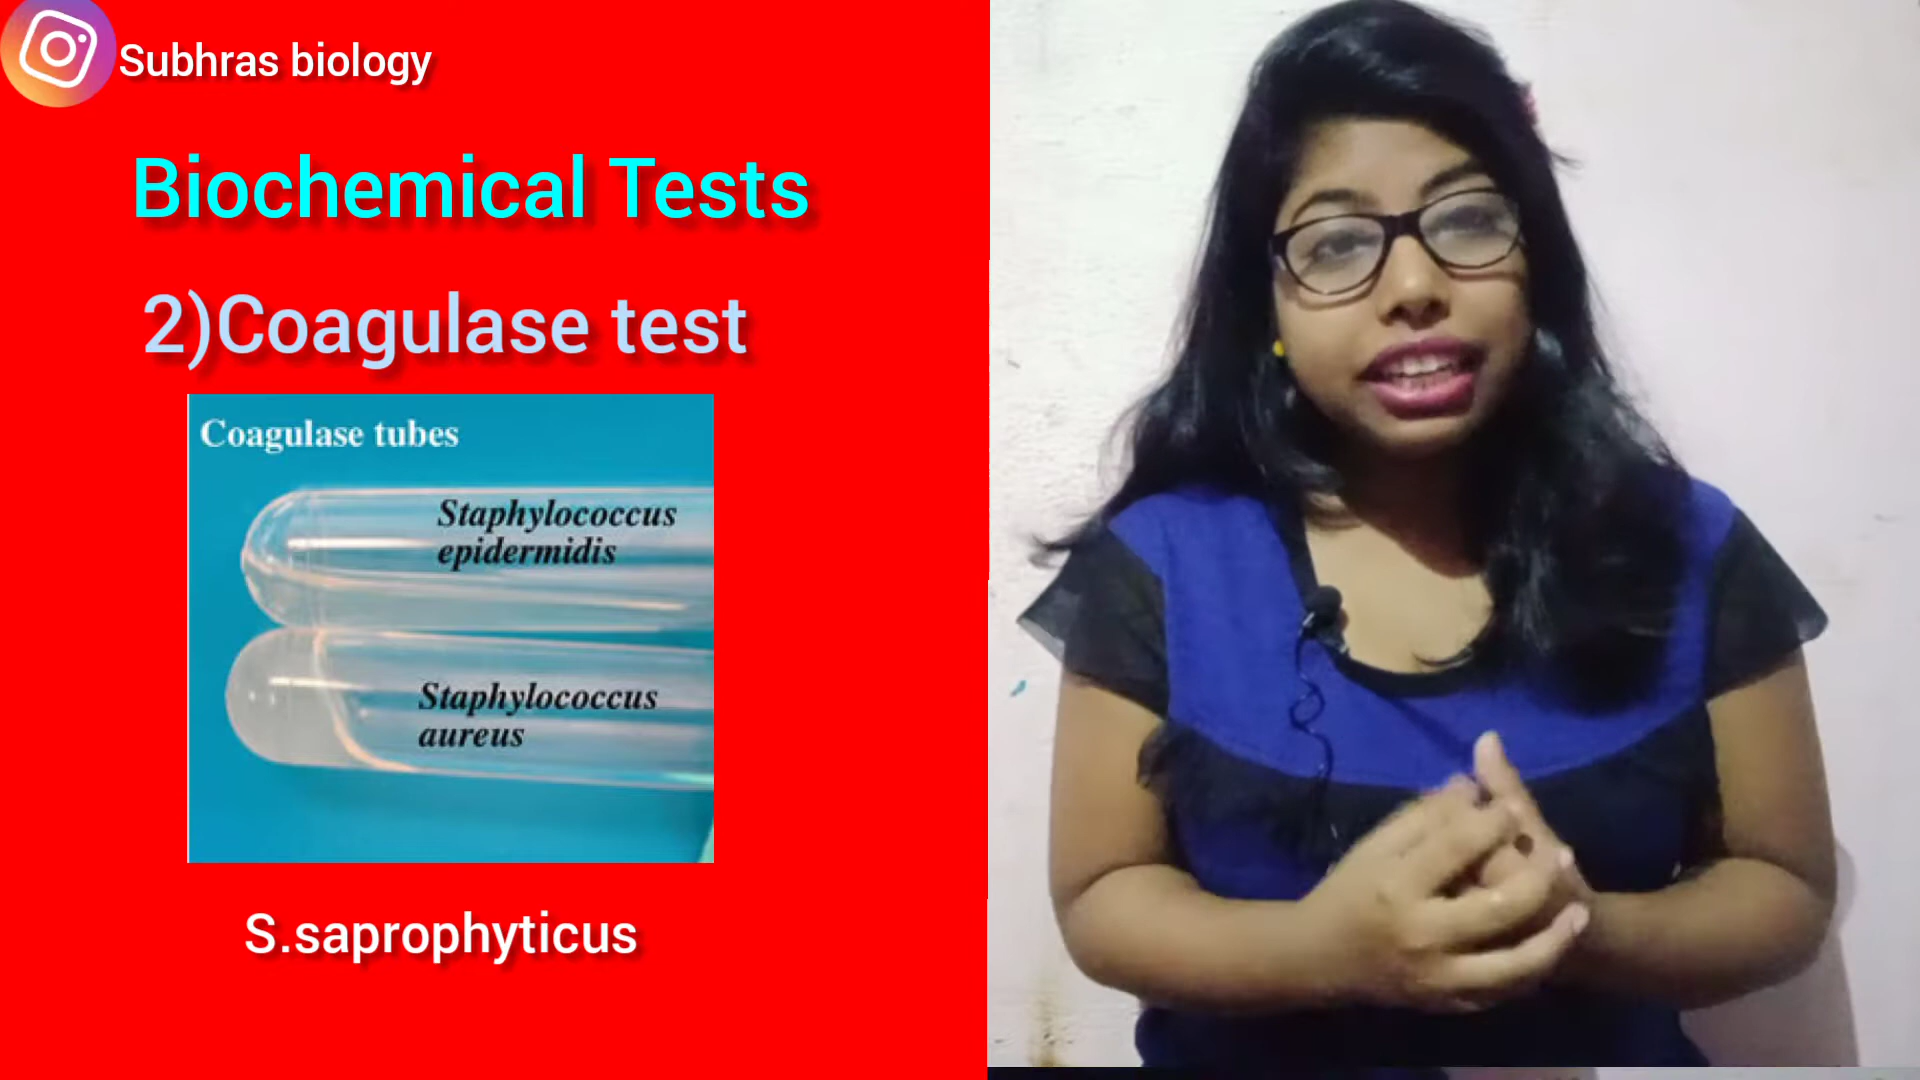 Subhras biology
Biochemical Tests
2)Coagulase test
Coagulase tubes
Staphylococcus
epidermidis
Staphylococcus
aureus
S.saprophyticus